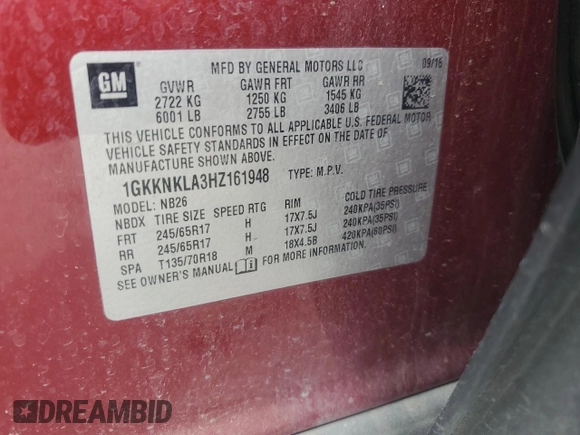 GM
MFD BY GENERAL MOTORS LLC 09/16
GVWR GAWR FRT GAWR RR
2722 KG 1250 KG 1545 KG
6001 LB 2755 LB 3406 LB
THIS VEHICLE CONFORMS TO ALL APPLICABLE U.S. FEDERAL MOTOR
VEHICLE SAFETY STANDARDS IN EFFECT ON THE DATE OF
MANUFACTURE SHOWN ABOVE.
1GKKNKLA3HZ161948 TYPE: M.P.V.
MODEL: NB26
NBDX TIRE SIZE SPEED RTG RIM COLD TIRE PRESSURE
FRT 245/65R17 H 17X7.5J 240KPA(35PSI)
RR 245/65R17 H 17X7.5J 240KPA(35PSI)
SPA T135/70R18 M 18X4.5B 420KPA(60PSI)
SEE OWNER'S MANUAL FOR MORE INFORMATION.
DREAMBID